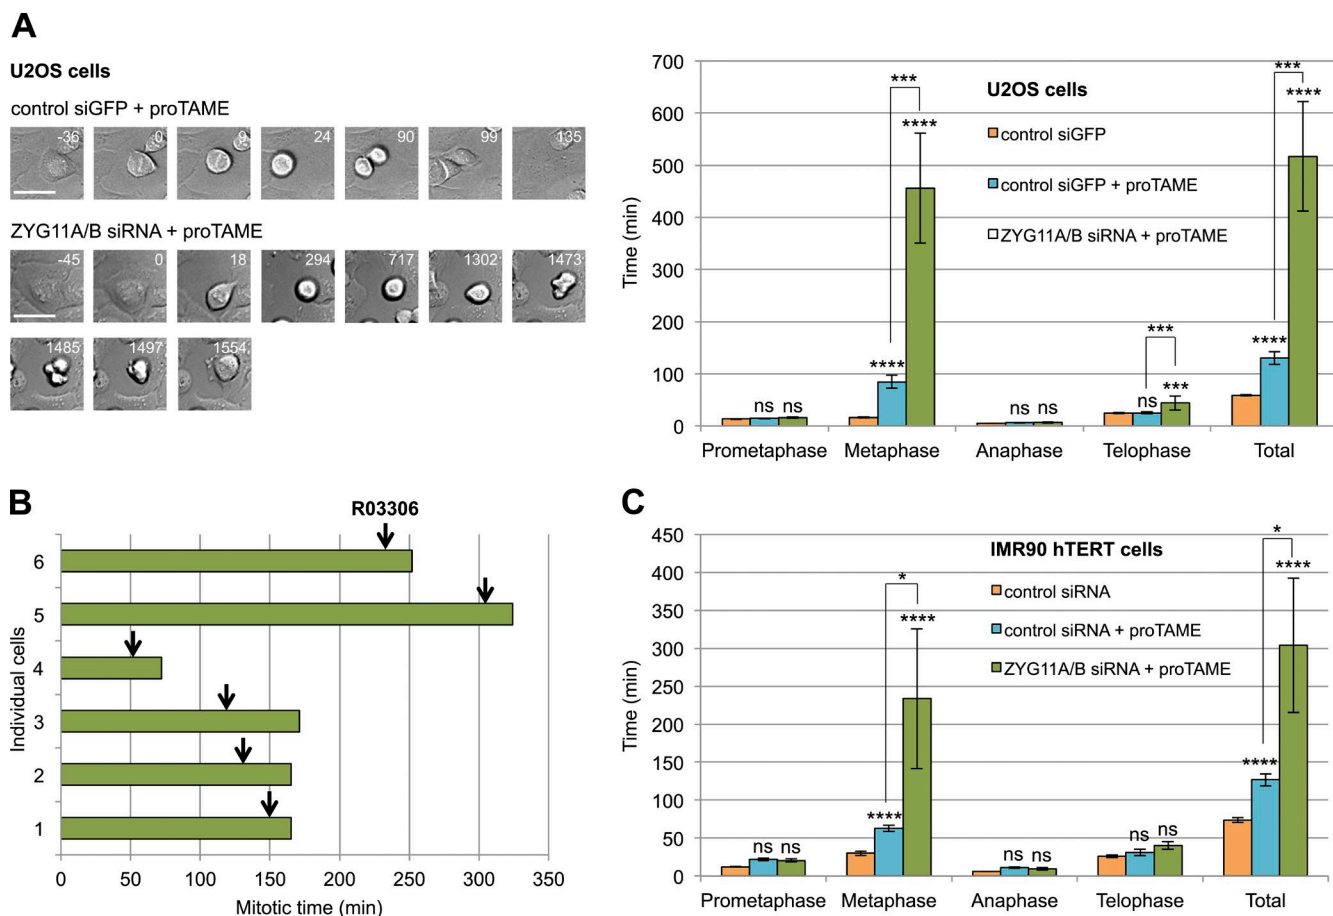 A
U2OS cells
control siGFP + proTAME
-36 0 9 24 90 99 135
ZYG11A/B siRNA + proTAME
-45 0 18 294 717 1302 1473
1485 1497 1554
700
600
500
400
300
200
100
0
Time (min)
U2OS cells
control siGFP
control siGFP + proTAME
ZYG11A/B siRNA + proTAME
ns ns
**** **** ***
ns ns
ns *** ***
**** **** ***
Prometaphase Metaphase Anaphase Telophase Total
B
R03306
Individual cells
6
5
4
3
2
1
0 50 100 150 200 250 300 350
Mitotic time (min)
C
450
400
350
300
250
200
150
100
50
0
Time (min)
IMR90 hTERT cells
control siRNA
control siRNA + proTAME
ZYG11A/B siRNA + proTAME
ns ns
**** **** *
ns ns
ns ns
**** **** *
Prometaphase Metaphase Anaphase Telophase Total